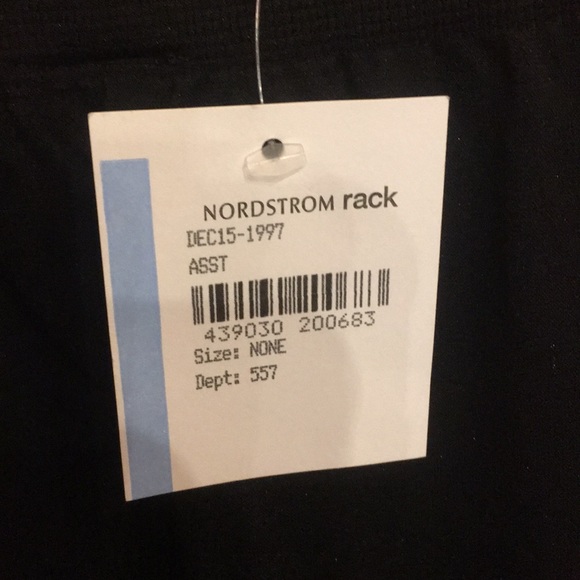 NORDSTROM rack
DEC15-1997
ASST
439030 200683
Size: NONE
Dept: 557